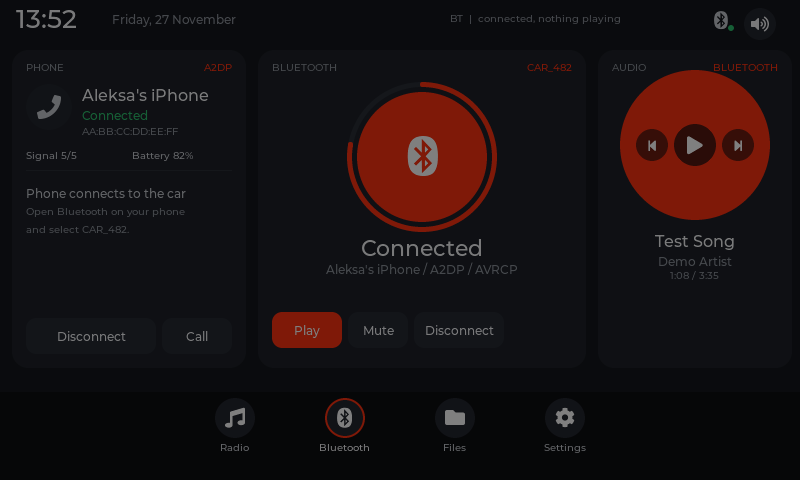 13:52
Friday, 27 November
BT | connected, nothing playing
PHONE
A2DP
Aleksa's iPhone
Connected
AA:BB:CC:DD:EE:FF
Signal 5/5
Battery 82%
Phone connects to the car
Open Bluetooth on your phone
and select CAR_482.
Disconnect
Call
BLUETOOTH
CAR_482
Connected
Aleksa's iPhone / A2DP / AVRCP
Play
Mute
Disconnect
AUDIO
BLUETOOTH
Test Song
Demo Artist
1:08 / 3:35
Radio
Bluetooth
Files
Settings